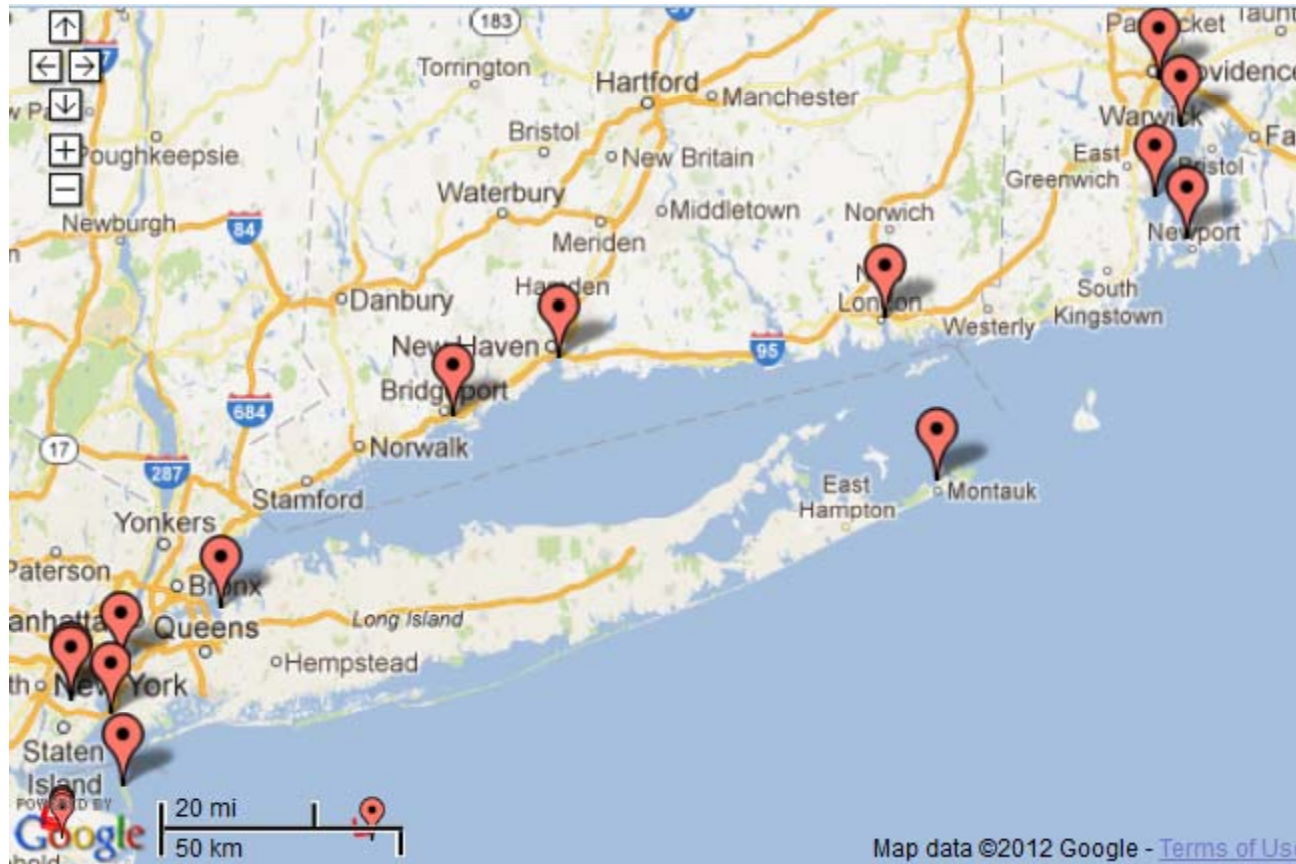 183
Torrington
Hartford
Manchester
Taunt
Providence
Warwick
Bristol
New Britain
Poughkeepsie
East
Greenwich
Bristol
Waterbury
Middletown
Norwich
Newburgh
84
Meriden
Newport
Danbury
Hamden
London
South
Kingstown
Westerly
New Haven
95
Bridgeport
684
Norwalk
17
287
Stamford
East
Hampton
Montauk
Yonkers
Paterson
Bronx
Queens
Long Island
Hempstead
New York
Staten
Island
POWERED BY
Google
20 mi
50 km
Map data ©2012 Google - Terms of Use